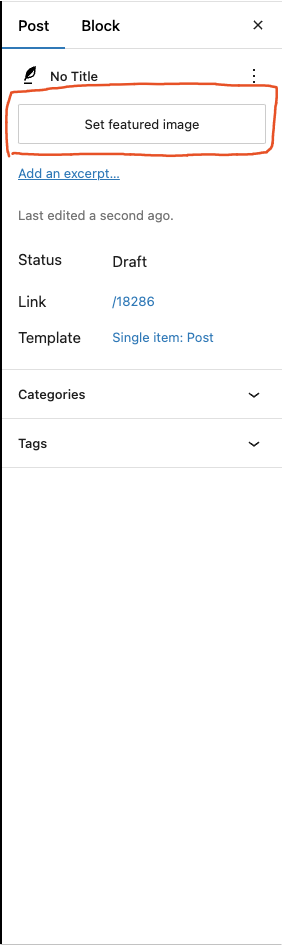 Post Block
No Title
Set featured image
Add an excerpt...
Last edited a second ago.
Status Draft
Link /18286
Template Single item: Post
Categories
Tags